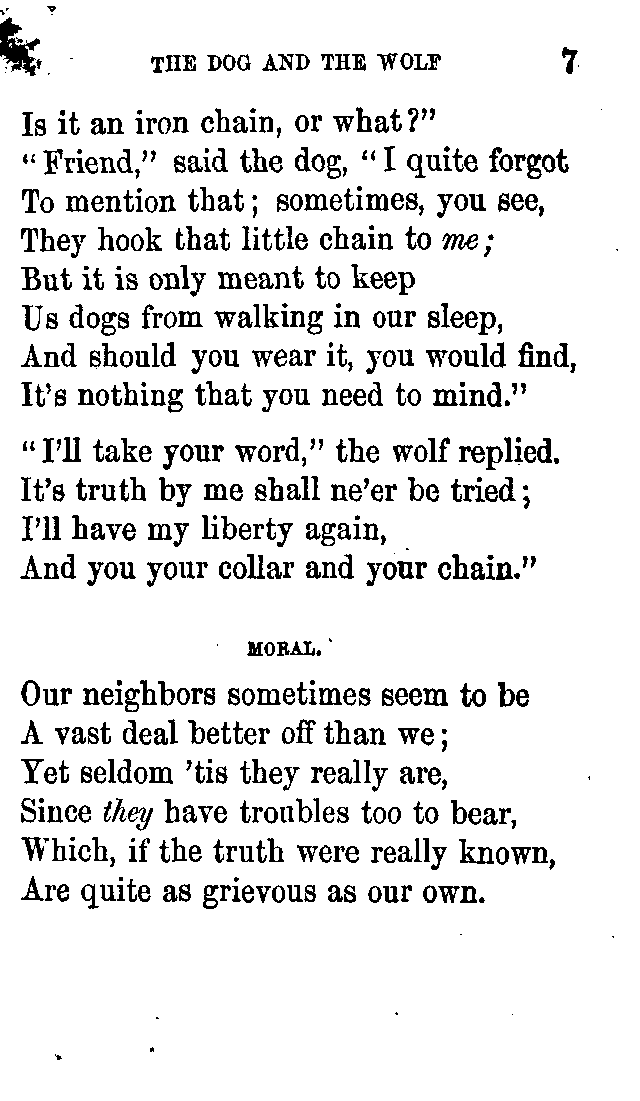 THE DOG AND THE WOLF 7
Is it an iron chain, or what?”
“Friend,” said the dog, “I quite forgot
To mention that; sometimes, you see,
They hook that little chain to me;
But it is only meant to keep
Us dogs from walking in our sleep,
And should you wear it, you would find,
It’s nothing that you need to mind.”
“I’ll take your word,” the wolf replied.
It’s truth by me shall ne’er be tried;
I’ll have my liberty again,
And you your collar and your chain.”
MORAL.
Our neighbors sometimes seem to be
A vast deal better off than we;
Yet seldom ’tis they really are,
Since they have troubles too to bear,
Which, if the truth were really known,
Are quite as grievous as our own.